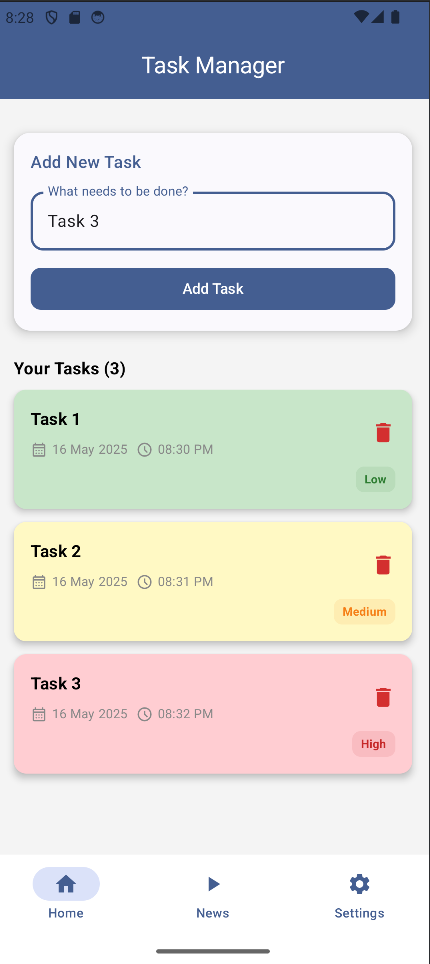 8:28
Task Manager
Add New Task
What needs to be done?
Task 3
Add Task
Your Tasks (3)
Task 1
16 May 2025 08:30 PM
Low
Task 2
16 May 2025 08:31 PM
Medium
Task 3
16 May 2025 08:32 PM
High
Home News Settings